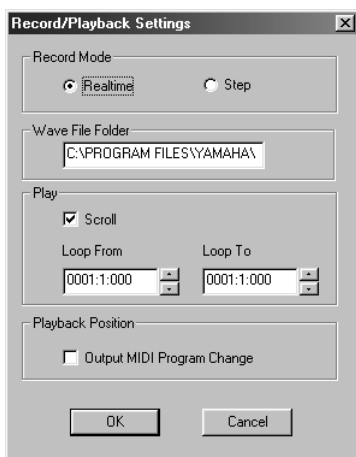 Record/Playback Settings
Record Mode
Realtime Step
Wave File Folder
C:\PROGRAM FILES\YAMAHA\
Play
Scroll
Loop From Loop To
0001:1:000 0001:1:000
Playback Position
Output MIDI Program Change
OK Cancel